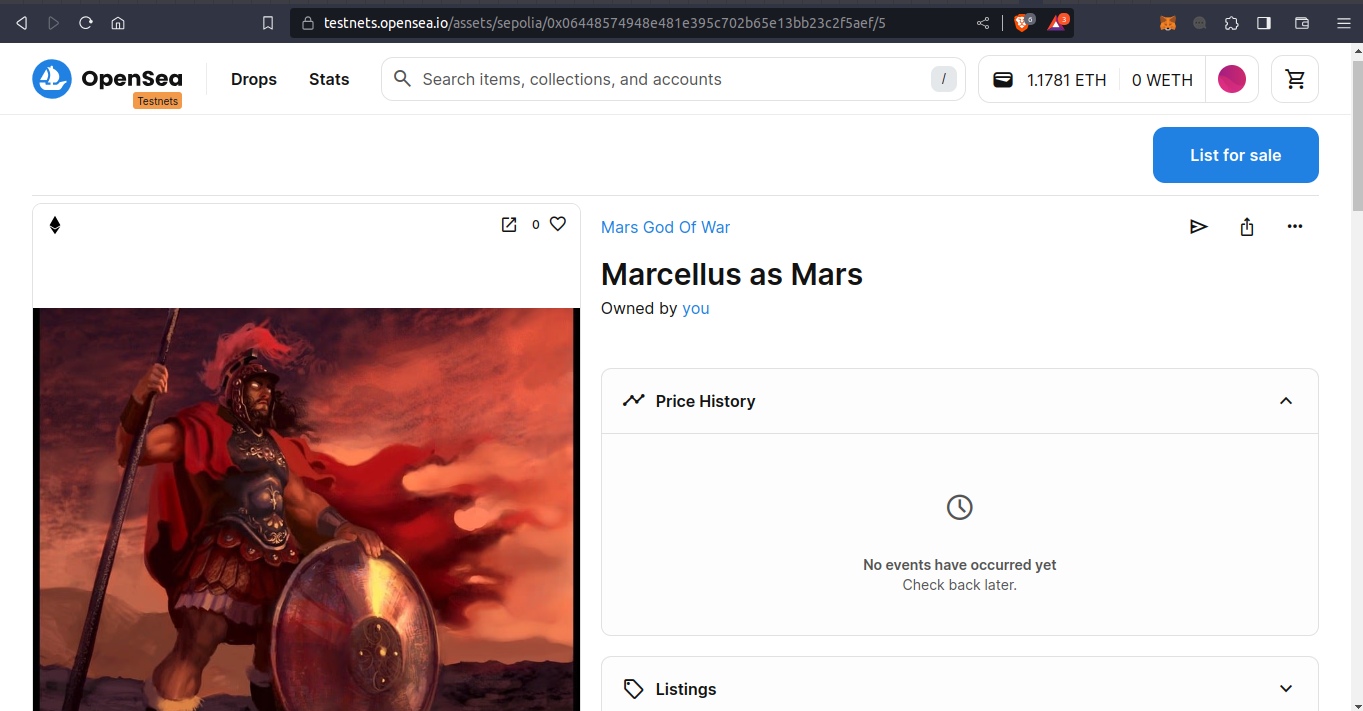 testnets.opensea.io/assets/sepolia/0x06448574948e481e395c702b65e13bb23c2f5aef/5
6
3
OpenSea
Testnets
Drops
Stats
Search items, collections, and accounts
/
1.1781 ETH
0 WETH
List for sale
0
Mars God Of War
Marcellus as Mars
Owned by you
Price History
No events have occurred yet
Check back later.
Listings